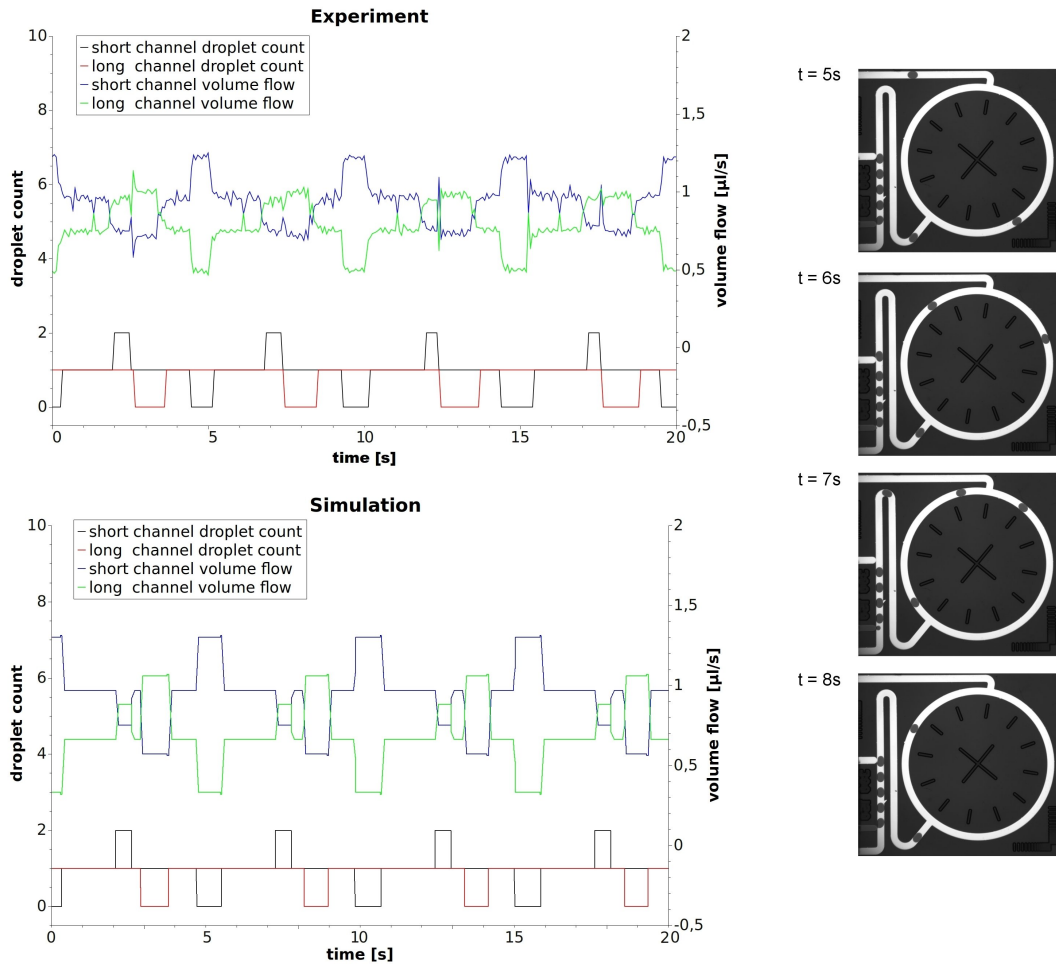 Experiment
10
8
6
4
2
0
droplet count
short channel droplet count
long channel droplet count
short channel volume flow
long channel volume flow
2
1,5
1
0,5
0
-0,5
volume flow [µl/s]
0 5 10 15 20
time [s]
Simulation
10
8
6
4
2
0
droplet count
short channel droplet count
long channel droplet count
short channel volume flow
long channel volume flow
2
1,5
1
0,5
0
-0,5
volume flow [µl/s]
0 5 10 15 20
time [s]
t = 5s
t = 6s
t = 7s
t = 8s